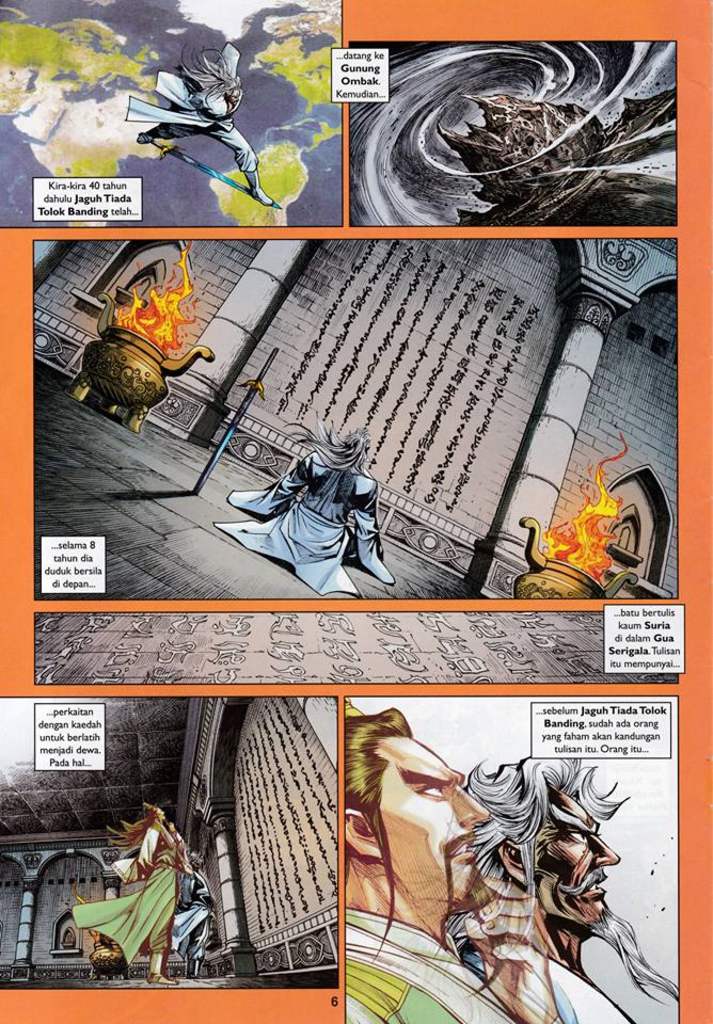 Kira-kira 40 tahun
dahulu Jaguh Tiada
Tolok Banding telah...
...datang ke
Gunung
Ombak.
Kemudian...
...selama 8
tahun dia
duduk bersila
di depan...
...batu bertulis
kaum Suria
di dalam Gua
Serigala. Tulisan
itu mempunyai...
...perkaitan
dengan kaedah
untuk berlatih
menjadi dewa.
Pada hal...
...sebelum Jaguh Tiada Tolok
Banding, sudah ada orang
yang faham akan kandungan
tulisan itu. Orang itu...
6